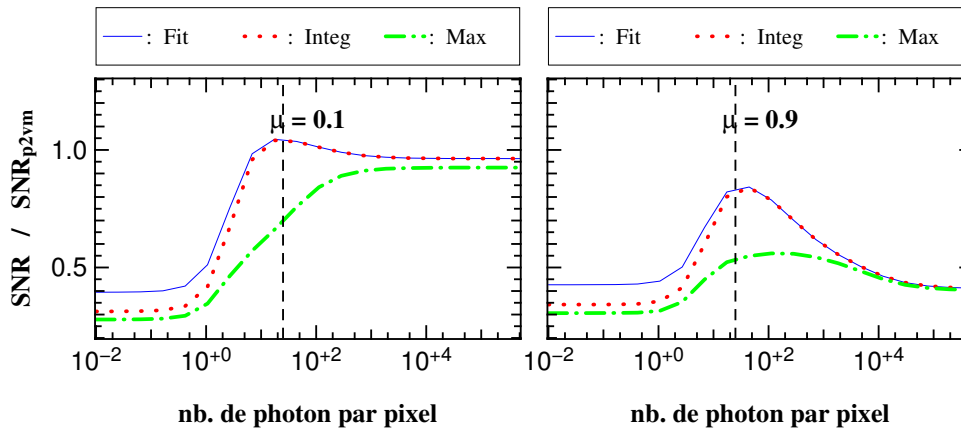 : Fit : Integ : Max
: Fit : Integ : Max
μ = 0.1
μ = 0.9
1.0
0.5
SNR / SNRp2vm
10−2 10+0 10+2 10+4
10−2 10+0 10+2 10+4
nb. de photon par pixel
nb. de photon par pixel